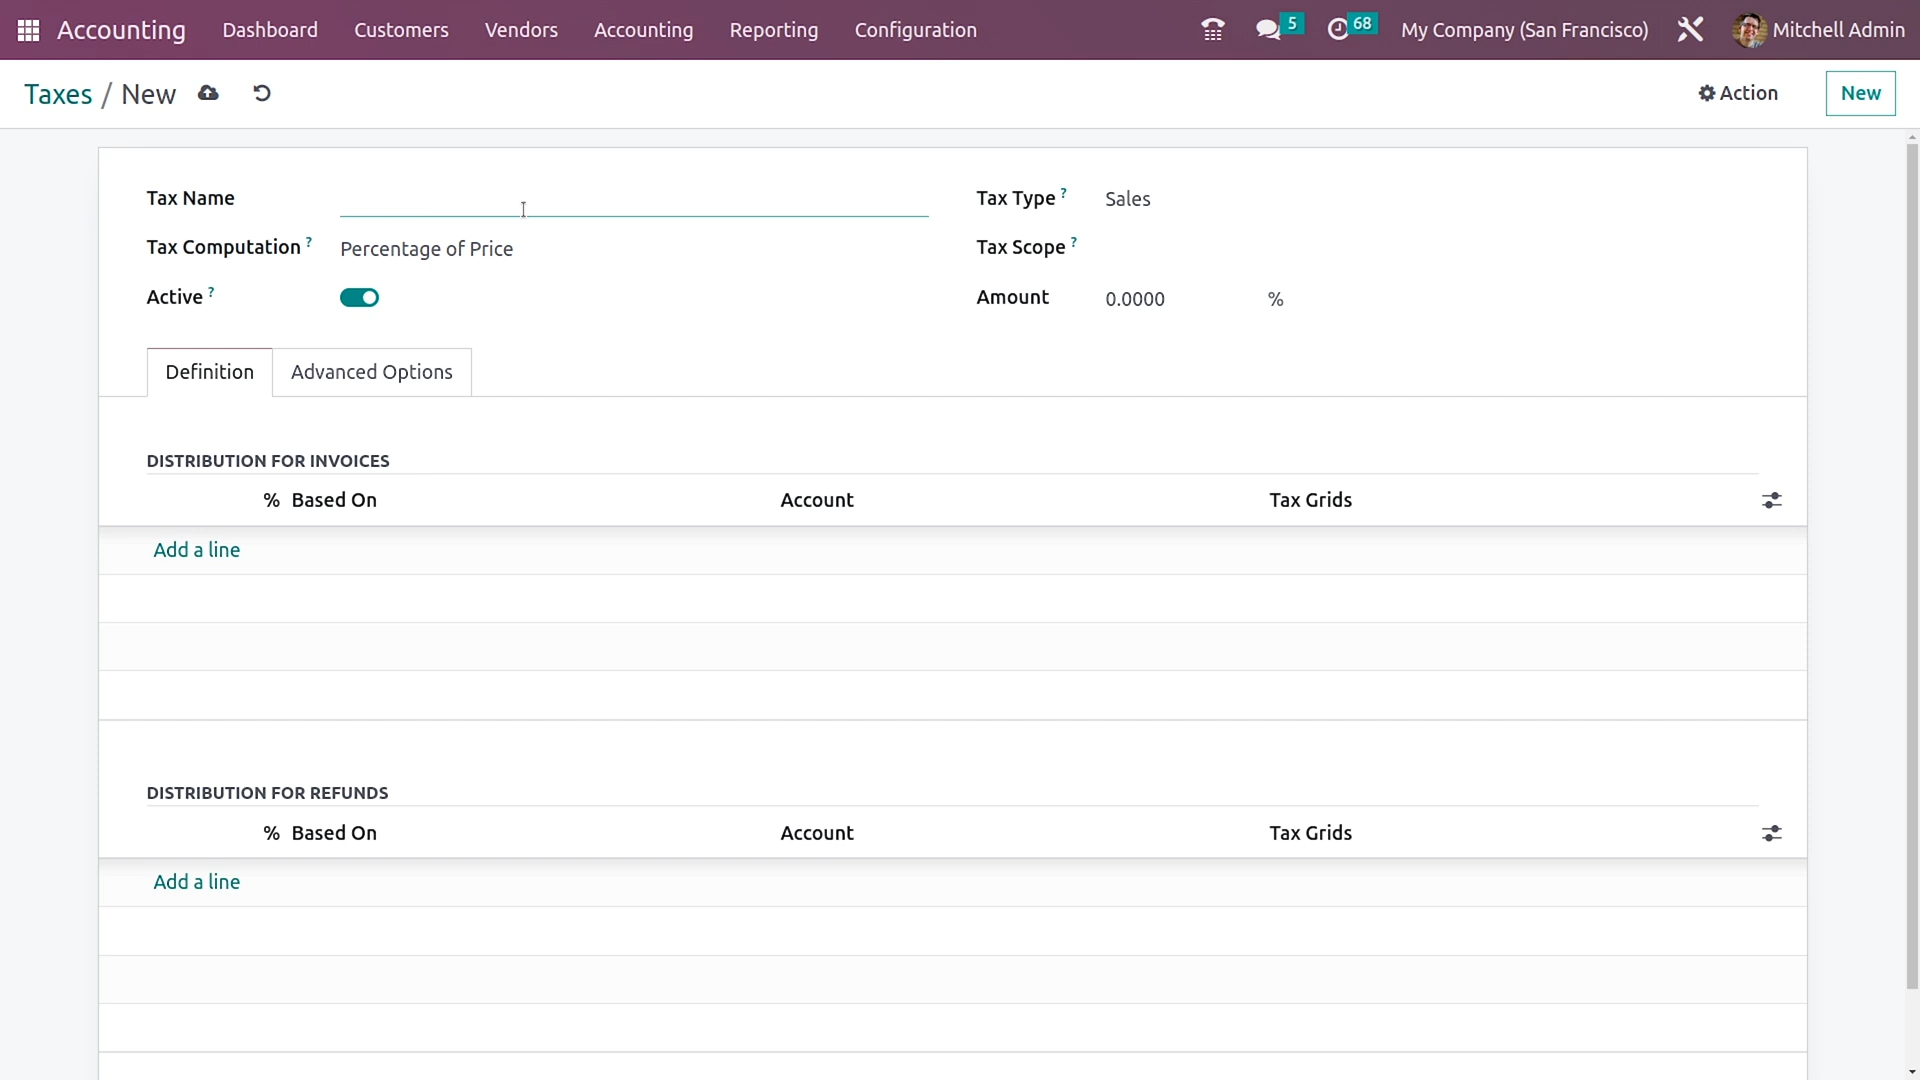 Accounting Dashboard Customers Vendors Accounting Reporting Configuration 5 68 My Company (San Francisco) Mitchell Admin
Taxes / New Action New
Tax Name Tax Type ? Sales
Tax Computation ? Percentage of Price Tax Scope ?
Active ? Amount 0.0000 %
Definition Advanced Options
DISTRIBUTION FOR INVOICES
% Based On Account Tax Grids
Add a line
DISTRIBUTION FOR REFUNDS
% Based On Account Tax Grids
Add a line